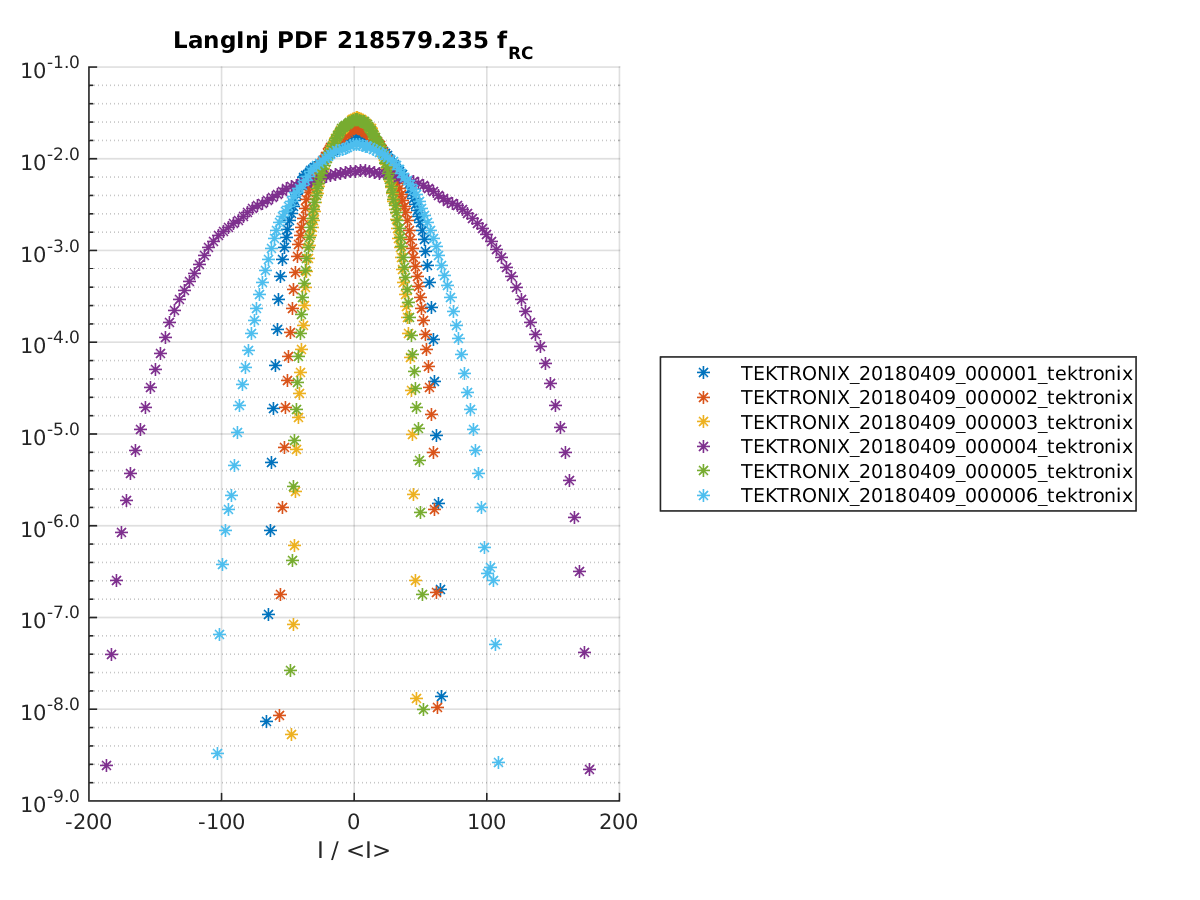 LangInj PDF 218579.235 f_RC
10^-1.0
10^-2.0
10^-3.0
10^-4.0
10^-5.0
10^-6.0
10^-7.0
10^-8.0
10^-9.0
-200 -100 0 100 200
I / <I>
TEKTRONIX_20180409_000001_tektronix
TEKTRONIX_20180409_000002_tektronix
TEKTRONIX_20180409_000003_tektronix
TEKTRONIX_20180409_000004_tektronix
TEKTRONIX_20180409_000005_tektronix
TEKTRONIX_20180409_000006_tektronix